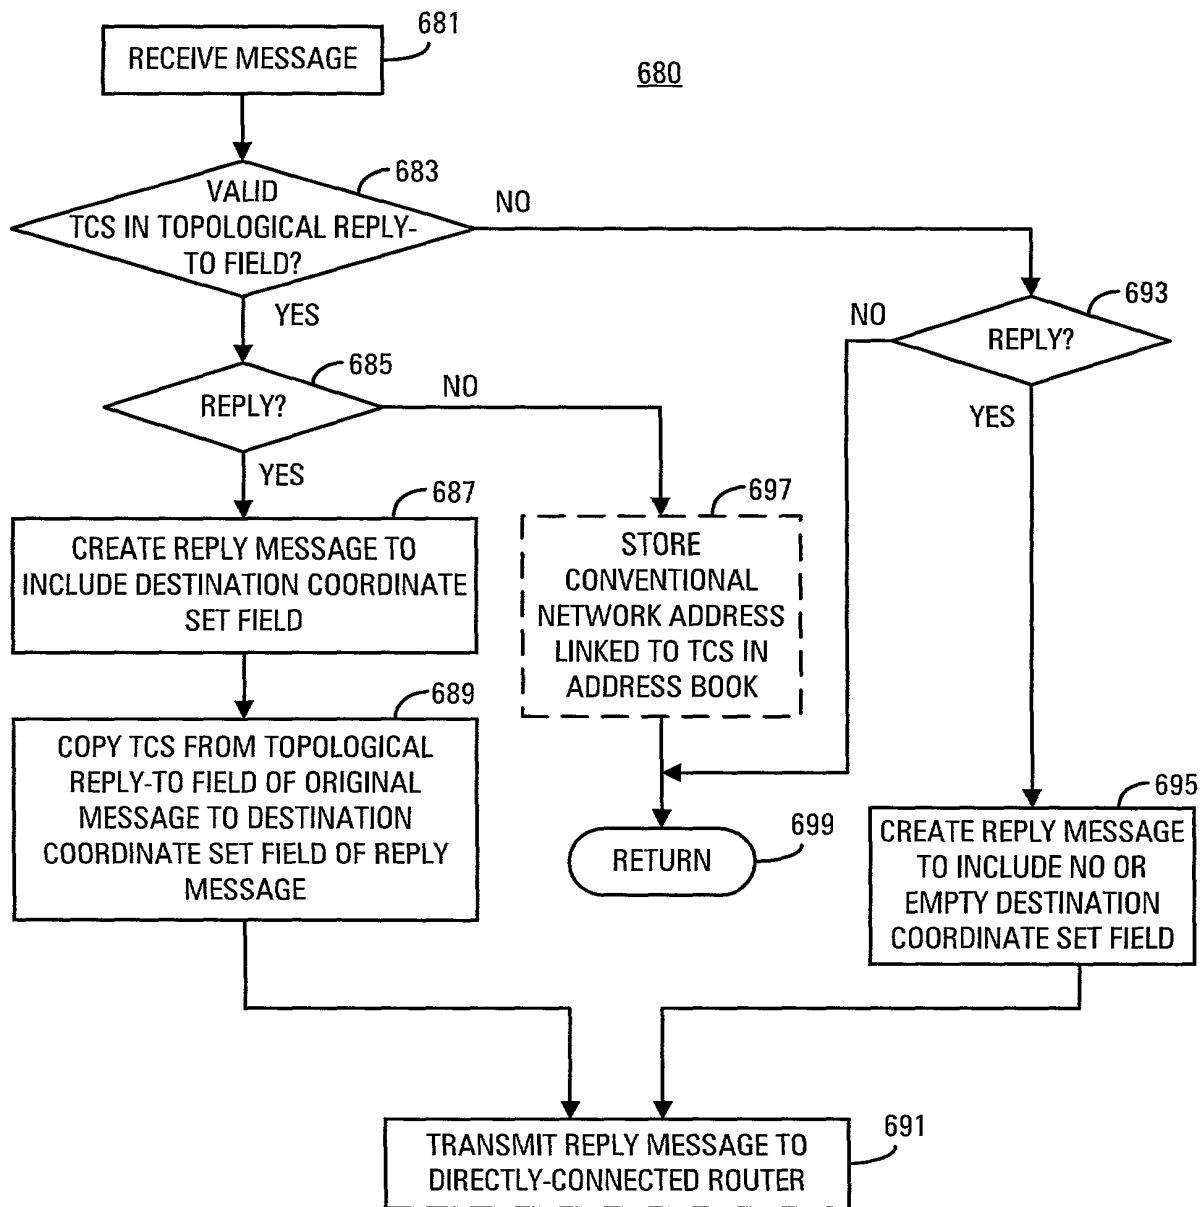 681
RECEIVE MESSAGE
680
683
VALID
TCS IN TOPOLOGICAL REPLY-
TO FIELD?
NO
YES
693
NO
REPLY?
YES
685
REPLY?
NO
YES
687
CREATE REPLY MESSAGE TO
INCLUDE DESTINATION COORDINATE
SET FIELD
697
STORE
CONVENTIONAL
NETWORK ADDRESS
LINKED TO TCS IN
ADDRESS BOOK
689
COPY TCS FROM TOPOLOGICAL
REPLY-TO FIELD OF ORIGINAL
MESSAGE TO DESTINATION
COORDINATE SET FIELD OF REPLY
MESSAGE
699
RETURN
695
CREATE REPLY MESSAGE
TO INCLUDE NO OR
EMPTY DESTINATION
COORDINATE SET FIELD
691
TRANSMIT REPLY MESSAGE TO
DIRECTLY-CONNECTED ROUTER